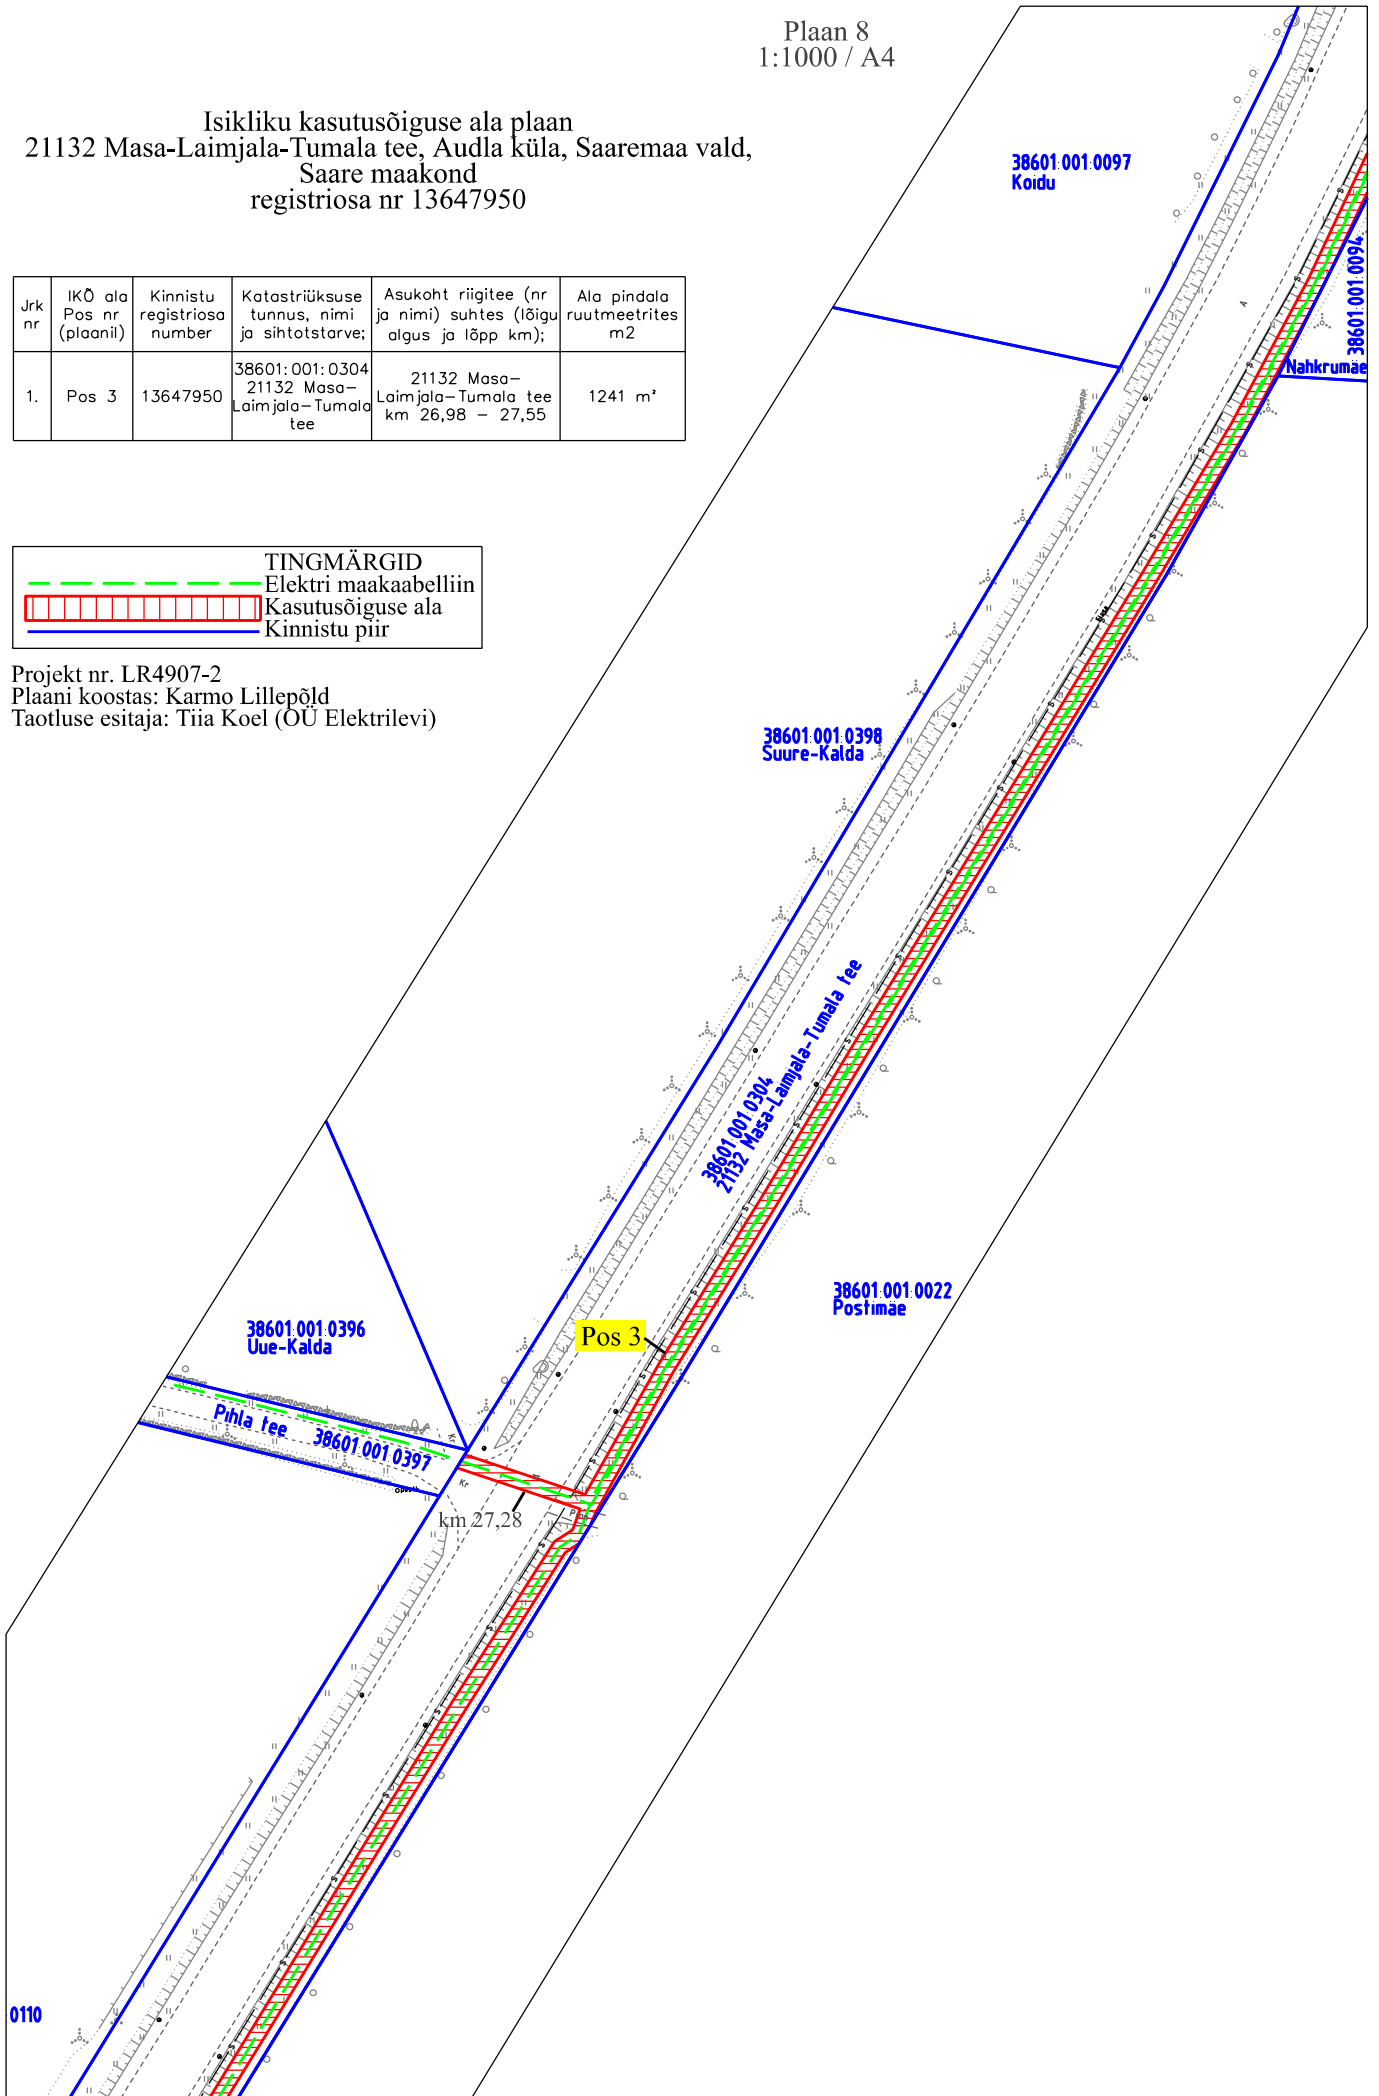 Plaan 8
1:1000 / A4
Isikliku kasutusõiguse ala plaan
21132 Masa-Laimjala-Tumala tee, Audla küla, Saaremaa vald,
Saare maakond
registriosa nr 13647950
Jrk
nr
IKÕ ala
Pos nr
(plaanil)
Kinnistu
registriosa
number
Katastriüksuse
tunnus, nimi
ja sihtotstarve;
Asukoht riigitee (nr
ja nimi) suhtes (lõigu
algus ja lõpp km);
Ala pindala
ruutmeetrites
m2
1.
Pos 3
13647950
38601:001:0304
21132 Masa-
Laimjala-Tumala
tee
21132 Masa-
Laimjala-Tumala tee
km 26,98 - 27,55
1241 m²
TINGMÄRGID
Elektri maakaabelliin
Kasutusõiguse ala
Kinnistu piir
Projekt nr. LR4907-2
Plaani koostas: Karmo Lillepõld
Taotluse esitaja: Tiia Koel (OÜ Elektrilevi)
38601:001:0097
Koidu
38601:001:0094
Nahkrumäe
38601:001:0398
Suure-Kalda
38601:001:0304
21132 Masa-Laimjala-Tumala tee
38601:001:0022
Postimäe
38601:001:0396
Uue-Kalda
Pos 3
Pihla tee
38601:001:0397
Kr
Kr
km 27,28
0110